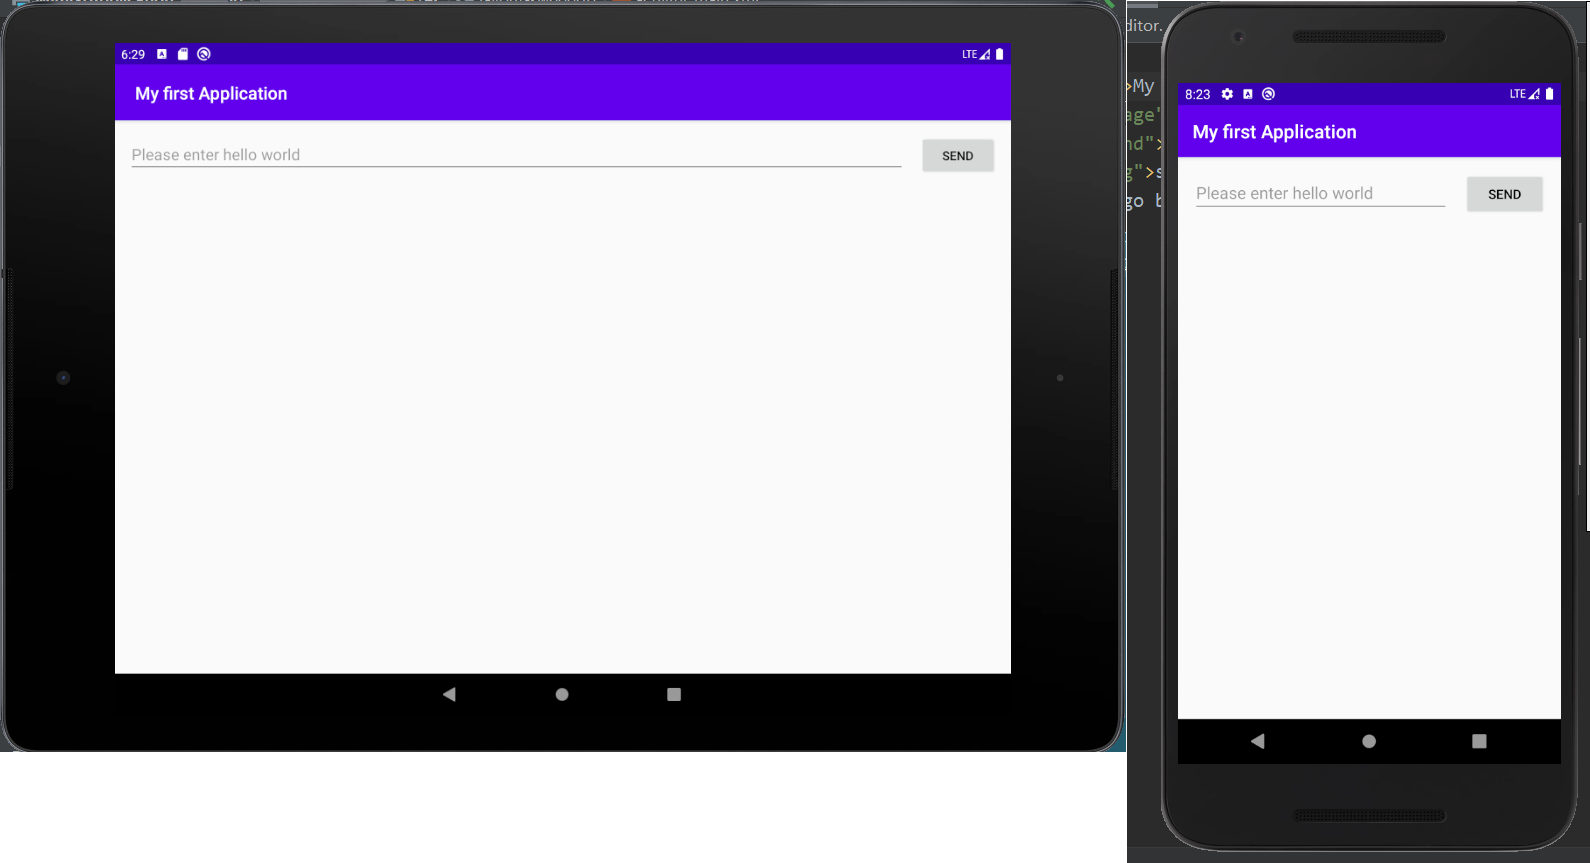 6:29 LTE
My first Application
Please enter hello world
SEND
ditor.
>My
age"
nd">
g">s
go b
8:23 LTE
My first Application
Please enter hello world
SEND